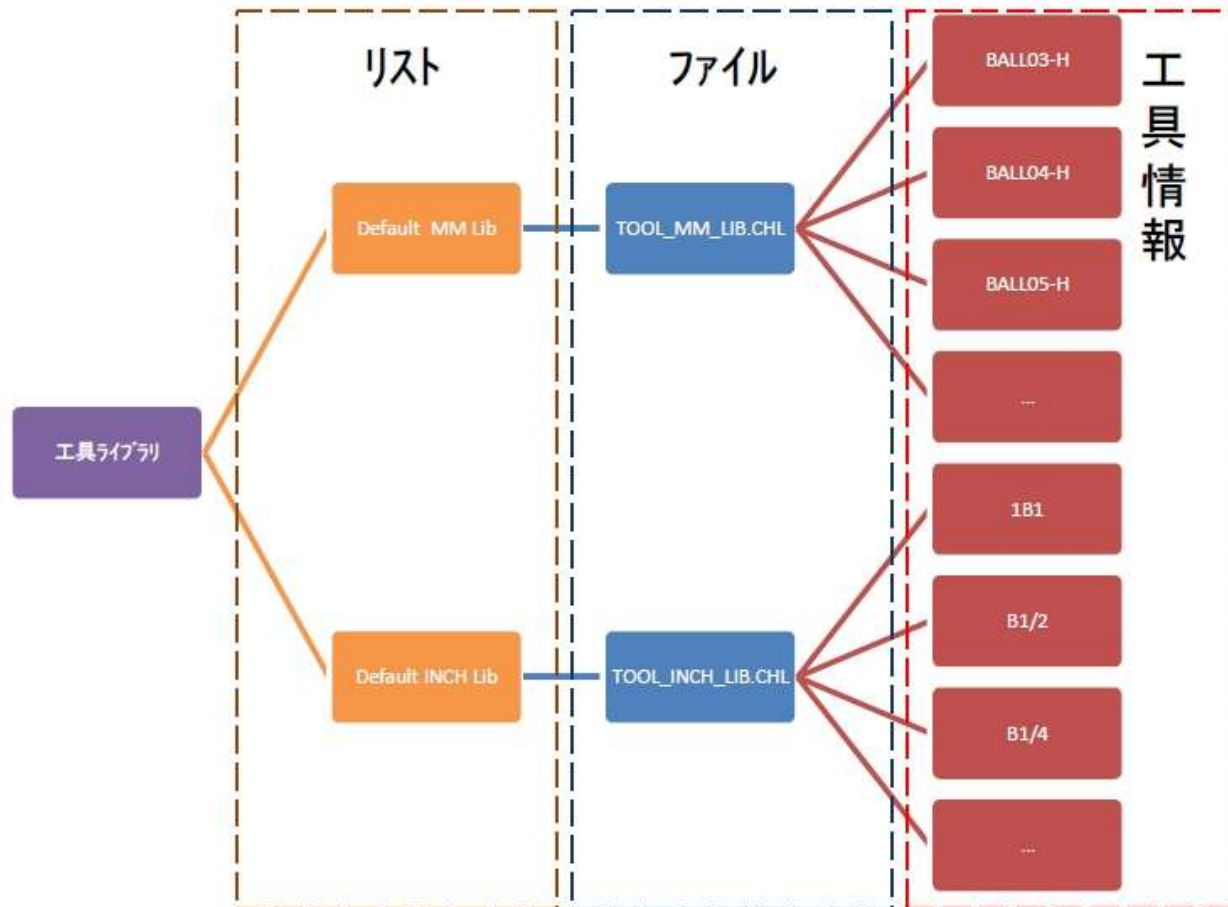 リスト
ファイル
工具情報
工具ライブラリ
Default MM Lib
TOOL_MM_LIB.CHL
BALL03-H
BALL04-H
BALL05-H
...
Default INCH Lib
TOOL_INCH_LIB.CHL
1B1
B1/2
B1/4
...